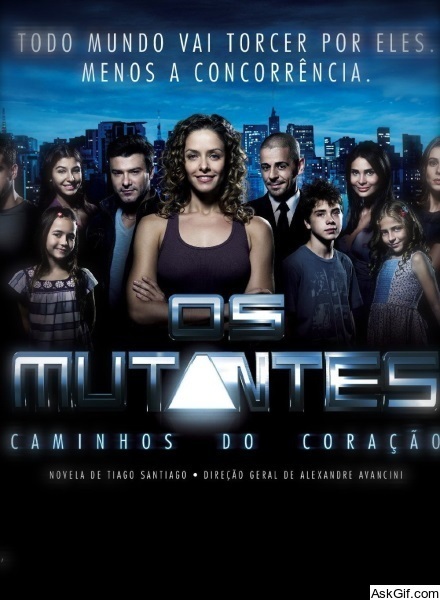 TODO MUNDO VAI TORCER POR ELES.
MENOS A CONCORRÊNCIA.
OS
MUTANTES
CAMINHOS DO CORAÇÃO
NOVELA DE TIAGO SANTIAGO • DIREÇÃO GERAL DE ALEXANDRE AVANCINI
AskGif.com